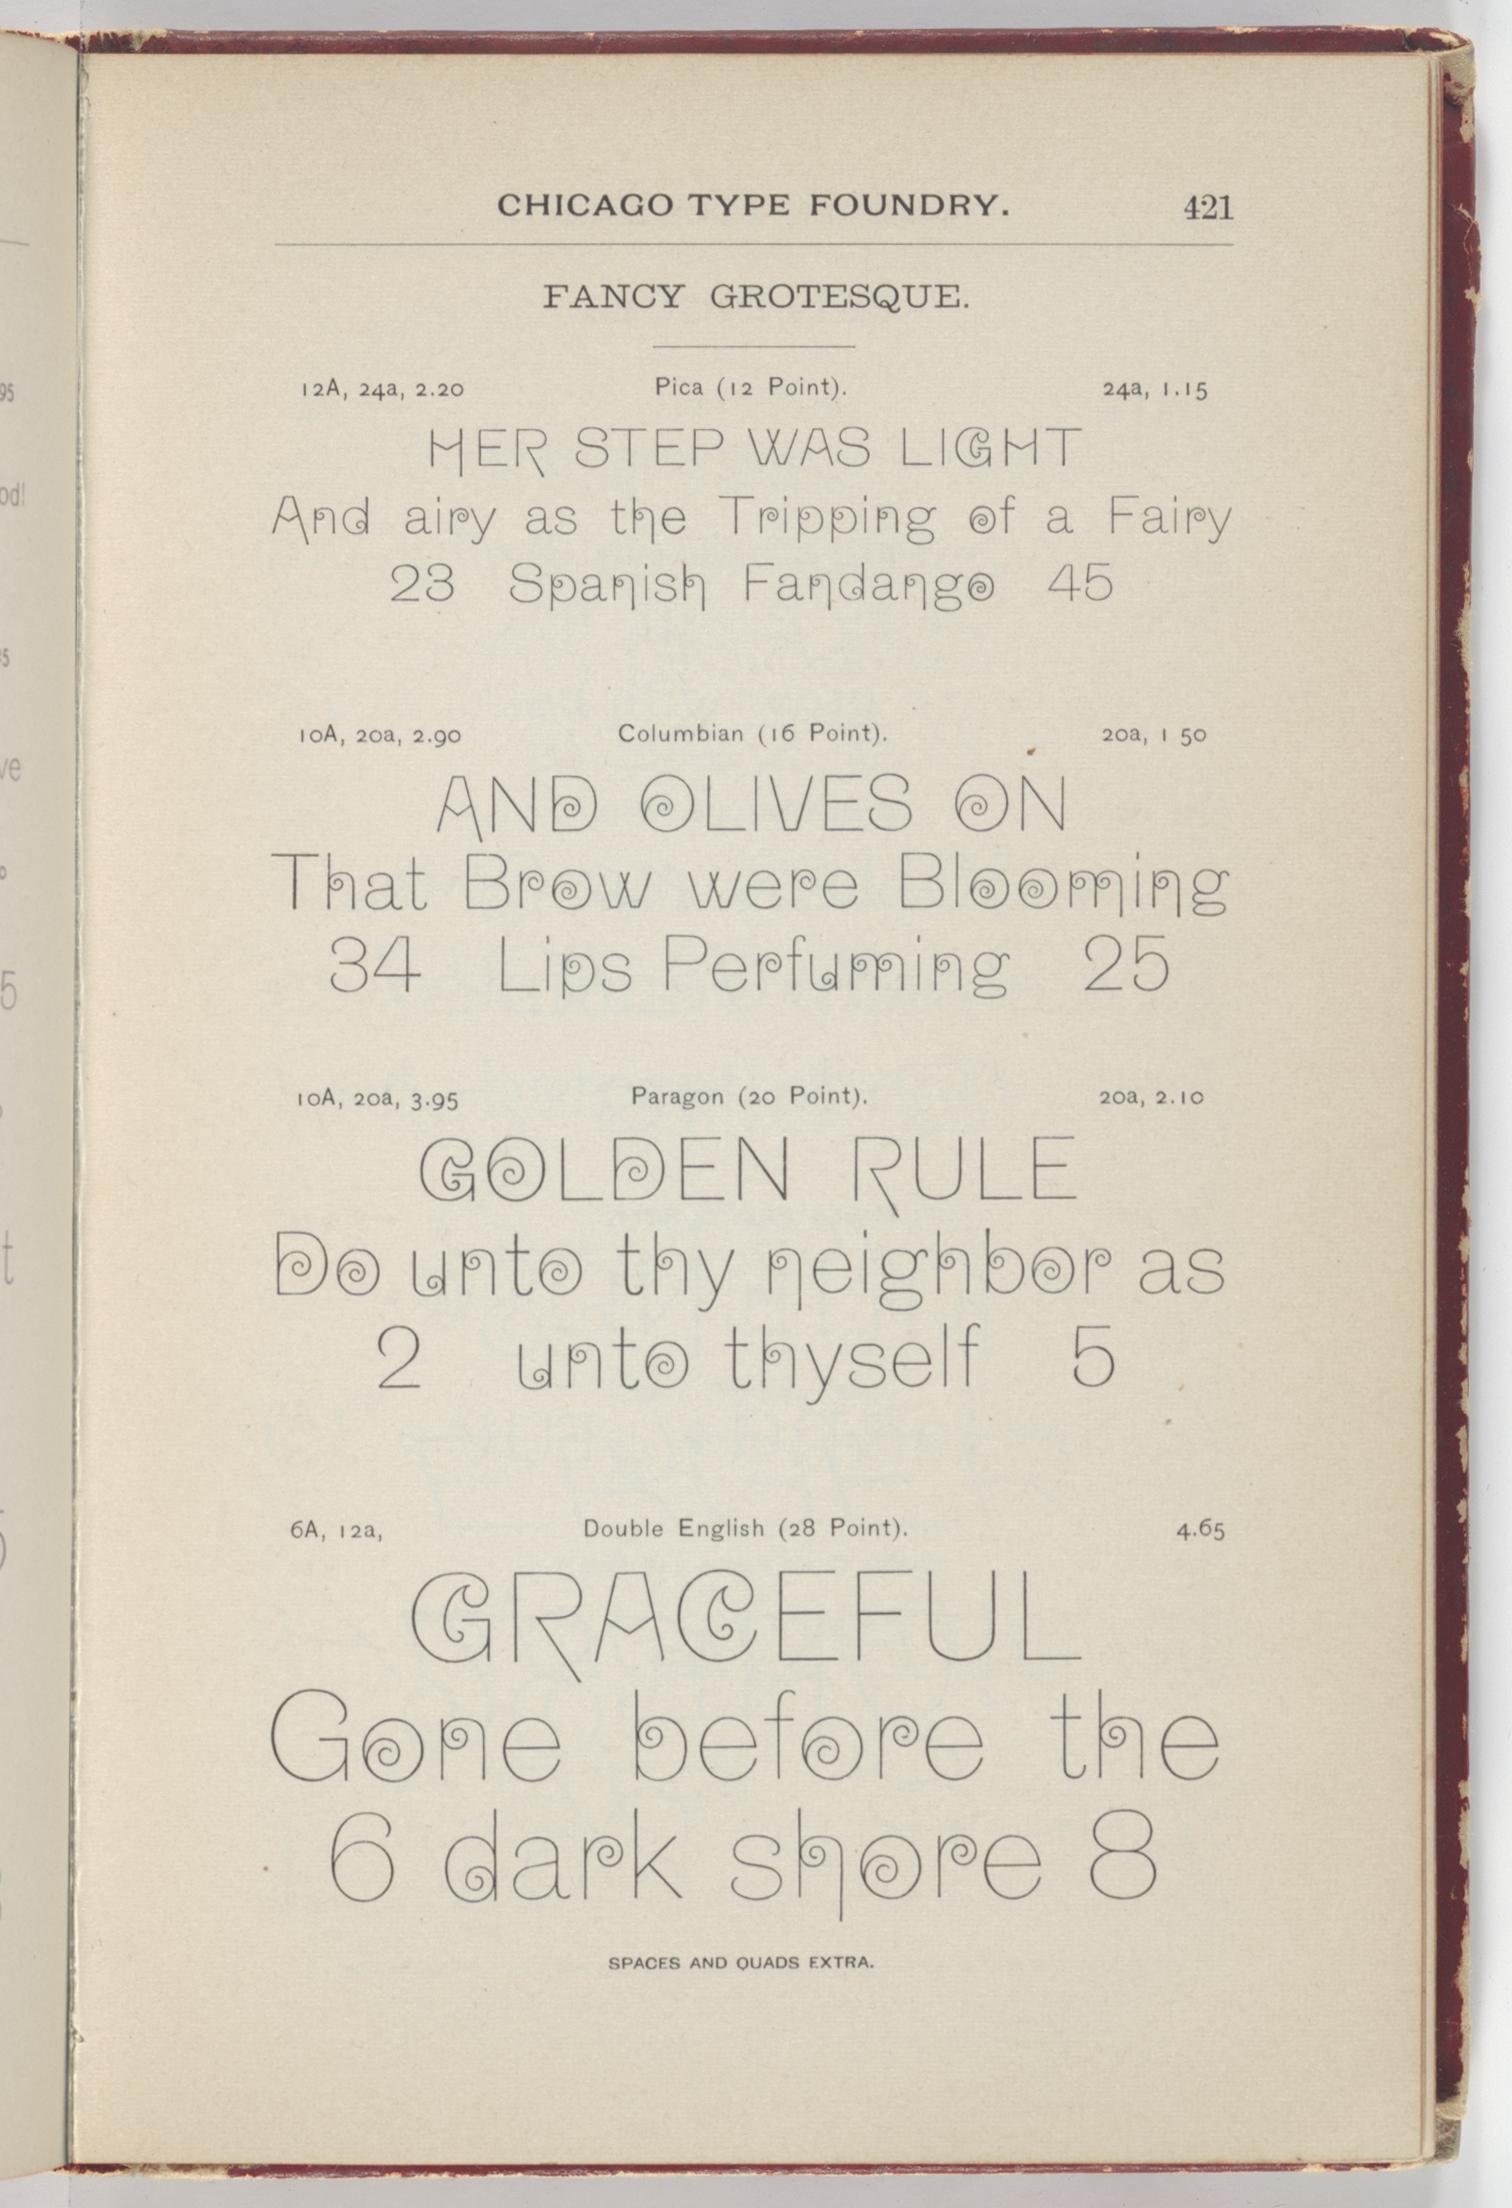 CHICAGO TYPE FOUNDRY. 421
FANCY GROTESQUE.
12A, 24a, 2.20 Pica (12 Point). 24a, 1.15
HER STEP WAS LIGHT
And airy as the Tripping of a Fairy
23 Spanish Fandango 45
10A, 20a, 2.90 Columbian (16 Point). 20a, 1 50
AND OLIVES ON
That Brow were Blooming
34 Lips Perfuming 25
10A, 20a, 3.95 Paragon (20 Point). 20a, 2.10
GOLDEN RULE
Do unto thy neighbor as
2 unto thyself 5
6A, 12a, Double English (28 Point). 4.65
GRACEFUL
Gone before the
6 dark shore 8
SPACES AND QUADS EXTRA.